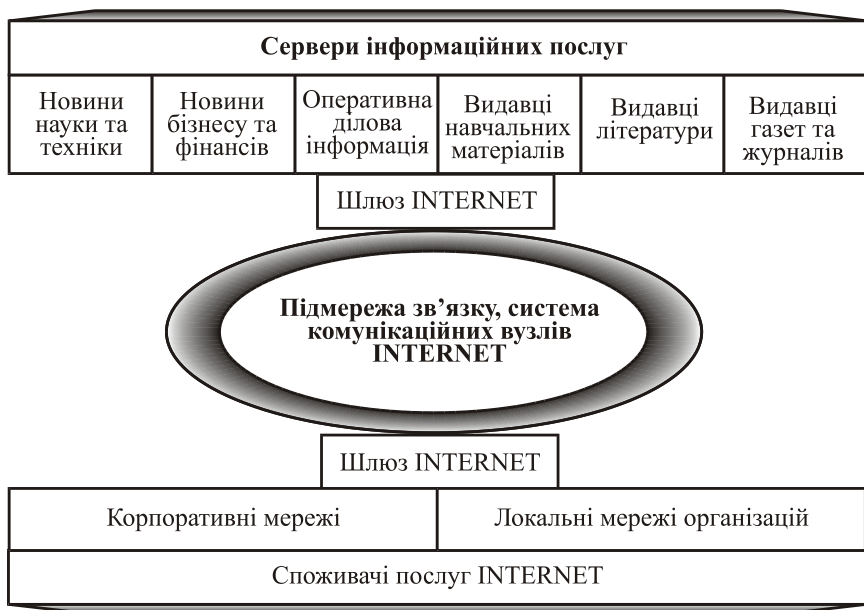 Сервери інформаційних послуг
Новини
науки та
техніки
Новини
бізнесу та
фінансів
Оперативна
ділова
інформація
Видавці
навчальних
матеріалів
Видавці
літератури
Видавці
газет та
журналів
Шлюз INTERNET
Підмережа зв’язку, система
комунікаційних вузлів
INTERNET
Шлюз INTERNET
Корпоративні мережі
Локальні мережі організацій
Споживачі послуг INTERNET